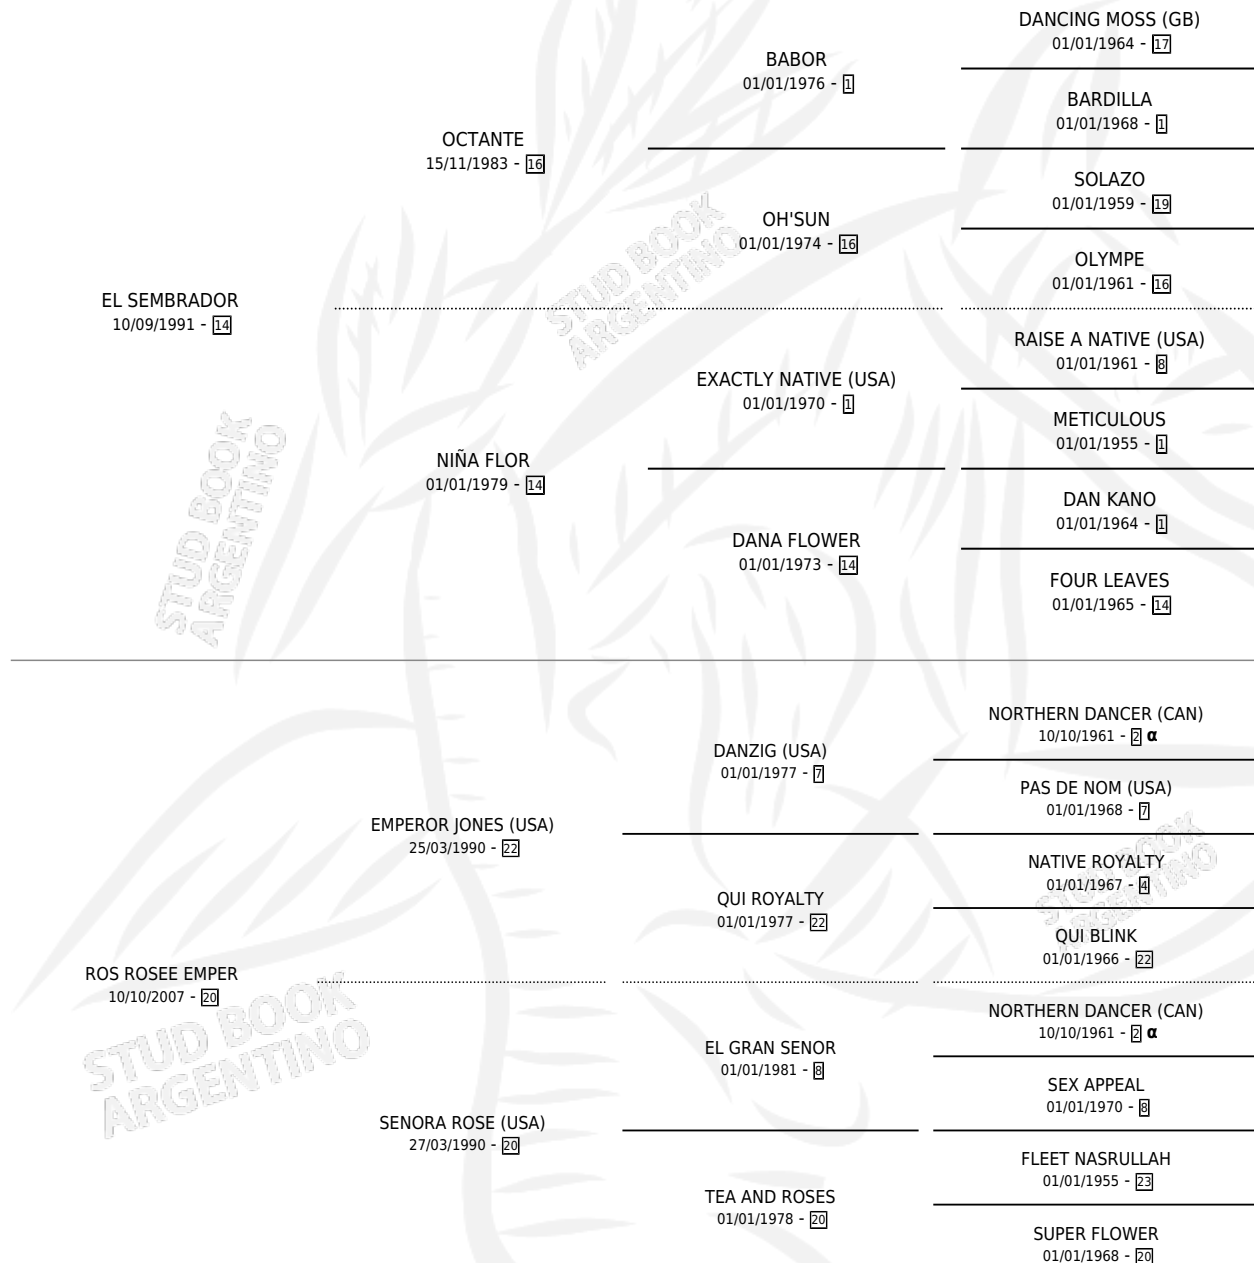 DANCING MOSS (GB)
01/01/1964 - 17
BABOR
01/01/1976 - 1
BARDILLA
01/01/1968 - 1
OCTANTE
15/11/1983 - 16
SOLAZO
01/01/1959 - 19
OH'SUN
01/01/1974 - 16
OLYMPE
01/01/1961 - 16
EL SEMBRADOR
10/09/1991 - 14
RAISE A NATIVE (USA)
01/01/1961 - 8
EXACTLY NATIVE (USA)
01/01/1970 - 1
METICULOUS
01/01/1955 - 1
NIÑA FLOR
01/01/1979 - 14
DAN KANO
01/01/1964 - 1
DANA FLOWER
01/01/1973 - 14
FOUR LEAVES
01/01/1965 - 14
NORTHERN DANCER (CAN)
10/10/1961 - 2 α
DANZIG (USA)
01/01/1977 - 7
PAS DE NOM (USA)
01/01/1968 - 7
EMPEROR JONES (USA)
25/03/1990 - 22
NATIVE ROYALTY
01/01/1967 - 4
QUI ROYALTY
01/01/1977 - 22
QUI BLINK
01/01/1966 - 22
ROS ROSEE EMPER
10/10/2007 - 20
NORTHERN DANCER (CAN)
10/10/1961 - 2 α
EL GRAN SENOR
01/01/1981 - 8
SEX APPEAL
01/01/1970 - 8
SENORA ROSE (USA)
27/03/1990 - 20
FLEET NASRULLAH
01/01/1955 - 23
TEA AND ROSES
01/01/1978 - 20
SUPER FLOWER
01/01/1968 - 20
STUD BOOK
ARGENTINO
STUD BOOK
ARGENTINO
STUD BOOK
ARGENTINO
STUD BOOK
ARGENTINO